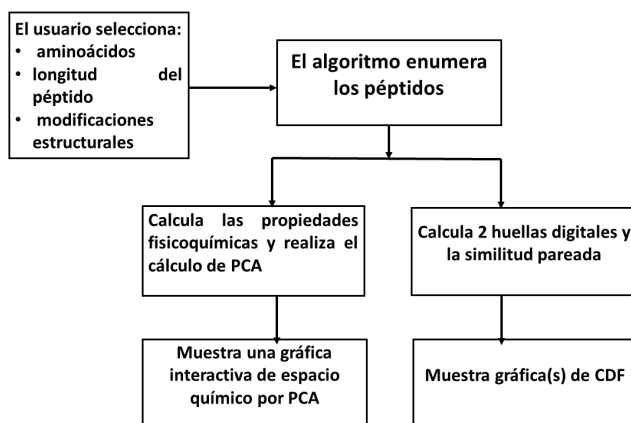 El usuario selecciona:
• aminoácidos
• longitud del
péptido
• modificaciones
estructurales
El algoritmo enumera
los péptidos
Calcula las propiedades
fisicoquímicas y realiza el
cálculo de PCA
Calcula 2 huellas digitales y
la similitud pareada
Muestra una gráfica
interactiva de espacio
químico por PCA
Muestra gráfica(s) de CDF